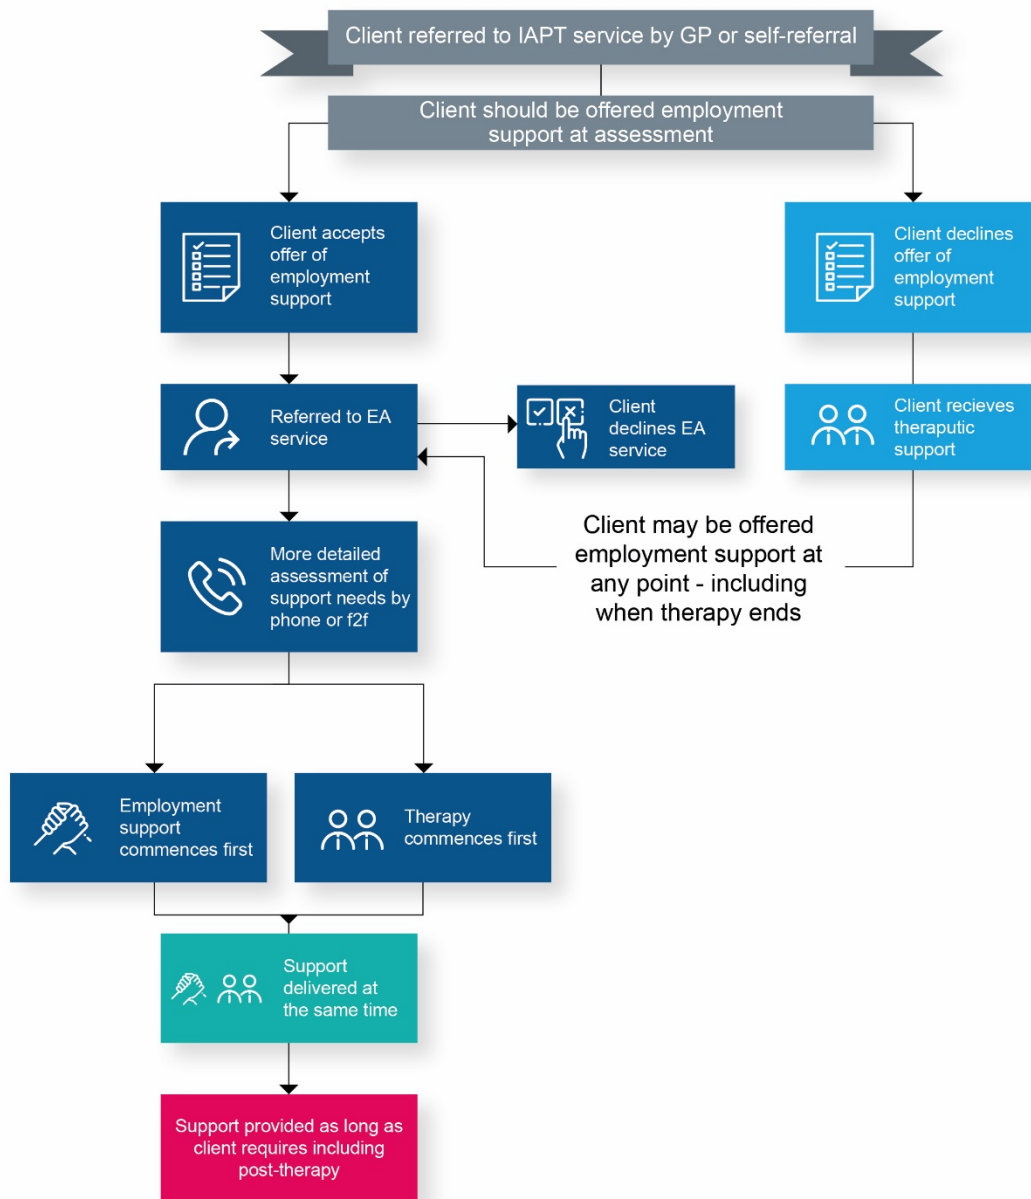 Client referred to IAPT service by GP or self-referral
Client should be offered employment
support at assessment
Client accepts
offer of
employment
support
Client declines
offer of
employment
support
Referred to EA
service
Client
declines EA
service
Client recieves
theraputic
support
More detailed
assessment of
support needs by
phone or f2f
Client may be offered
employment support at
any point - including
when therapy ends
Employment
support
commences first
Therapy
commences first
Support
delivered at
the same time
Support provided as long as
client requires including
post-therapy